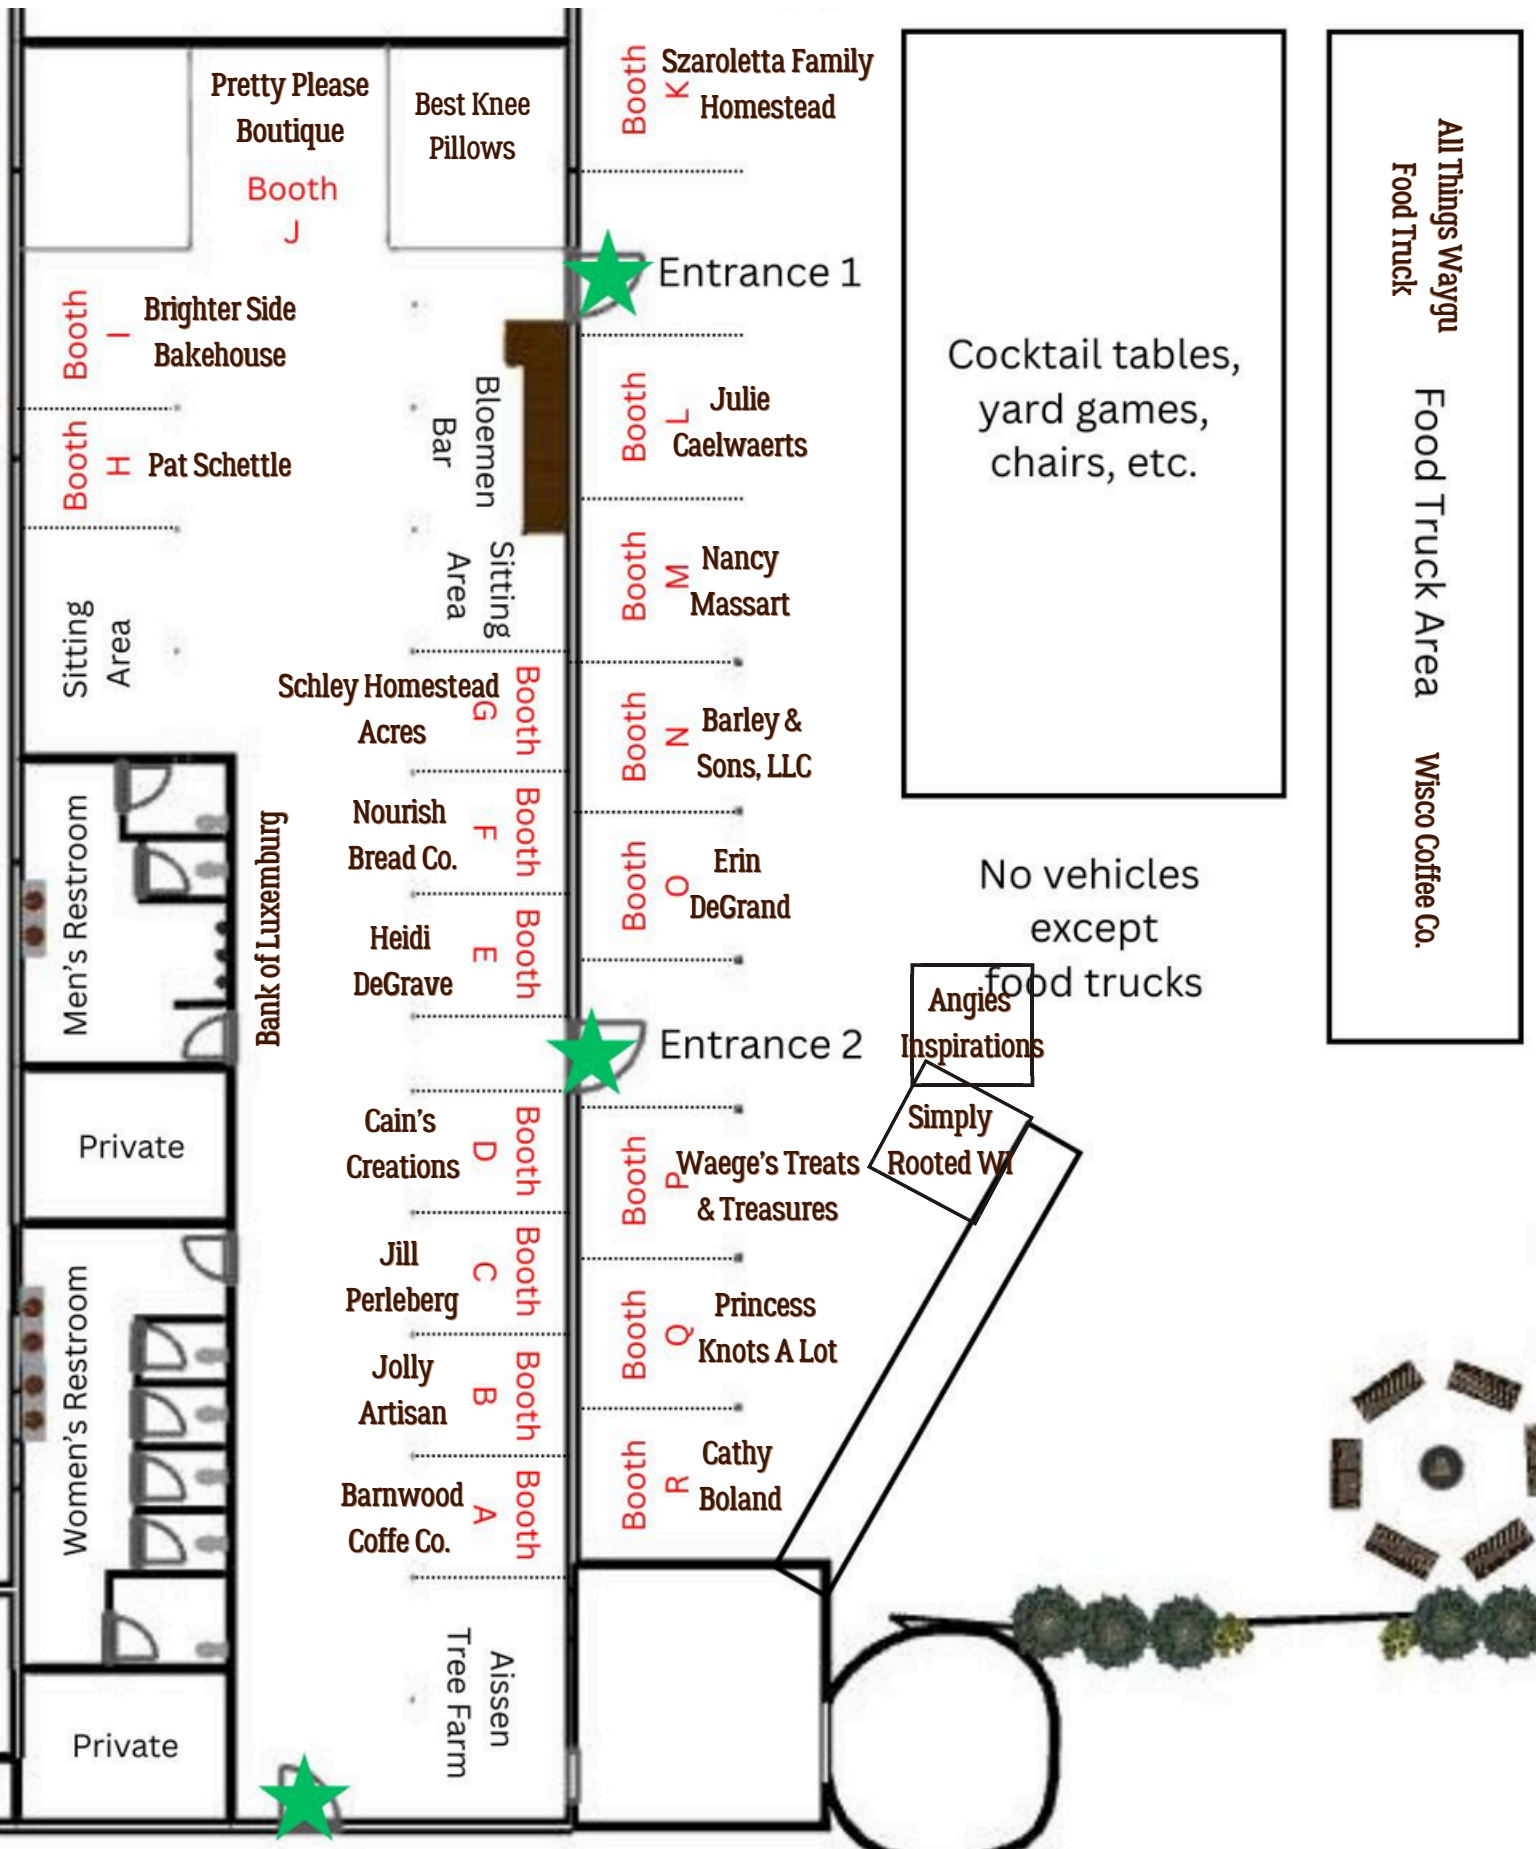 Pretty Please
Boutique
Booth
J
Best Knee
Pillows
Booth
K
Szaroletta Family
Homestead
Entrance 1
Booth
I
Brighter Side
Bakehouse
Booth
H
Pat Schettle
Bloemen
Bar
Sitting
Area
Sitting
Area
Booth
L
Julie
Caelwaerts
Booth
M
Nancy
Massart
Booth
N
Barley &
Sons, LLC
Booth
O
Erin
DeGrand
Schley Homestead
Acres
G
Booth
Nourish
Bread Co.
F
Booth
Heidi
DeGrave
E
Booth
Men's Restroom
Bank of Luxemburg
Private
Entrance 2
Cain's
Creations
D
Booth
Jill
Perleberg
C
Booth
Jolly
Artisan
B
Booth
Barnwood
Coffe Co.
A
Booth
Women's Restroom
Private
Aissen
Tree Farm
Booth
P
Waege's Treats
& Treasures
Booth
Q
Princess
Knots A Lot
Booth
R
Cathy
Boland
Cocktail tables,
yard games,
chairs, etc.
No vehicles
except
food trucks
Angies
Inspirations
Simply
Rooted WI
All Things Waygu
Food Truck
Food Truck Area
Wisco Coffee Co.